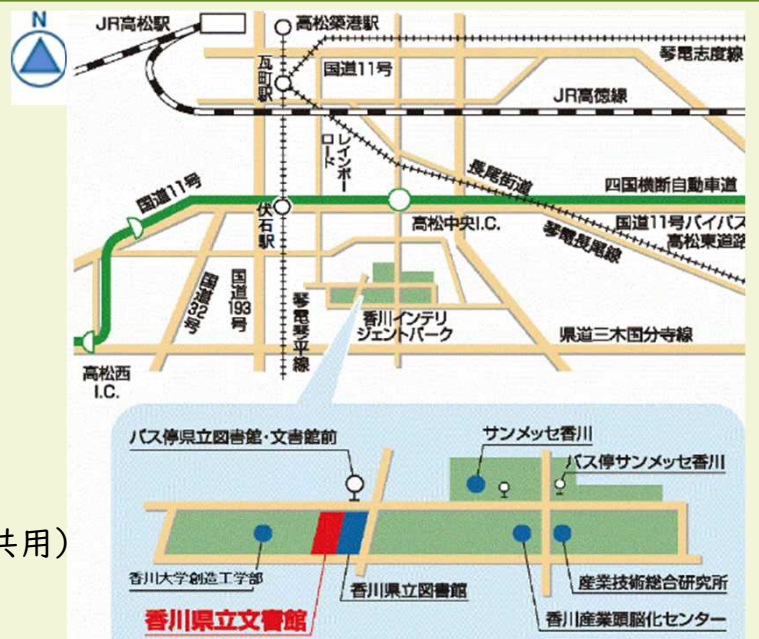 N
JR高松駅
高松築港駅
琴電志度線
瓦町駅
国道11号
JR高徳線
レインボー
ロード
長尾街道
四国横断自動車道
国道11号
伏石駅
高松中央I.C.
国道11号バイパス
高松東道路
琴電長尾線
国道32号
国道193号
琴電琴平線
香川インテリ
ジェントパーク
県道三木国分寺線
高松西
I.C.
バス停県立図書館・文書館前
サンメッセ香川
バス停サンメッセ香川
共用）
香川大学創造工学部
香川県立図書館
産業技術総合研究所
香川県立文書館
香川産業頭脳化センター